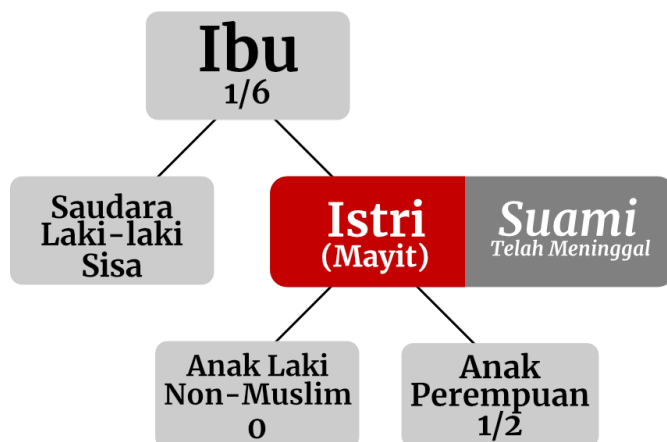 Ibu
1/6
Saudara
Laki-laki
Sisa
Istri
(Mayit)
Suami
Telah Meninggal
Anak Laki
Non-Muslim
0
Anak
Perempuan
1/2